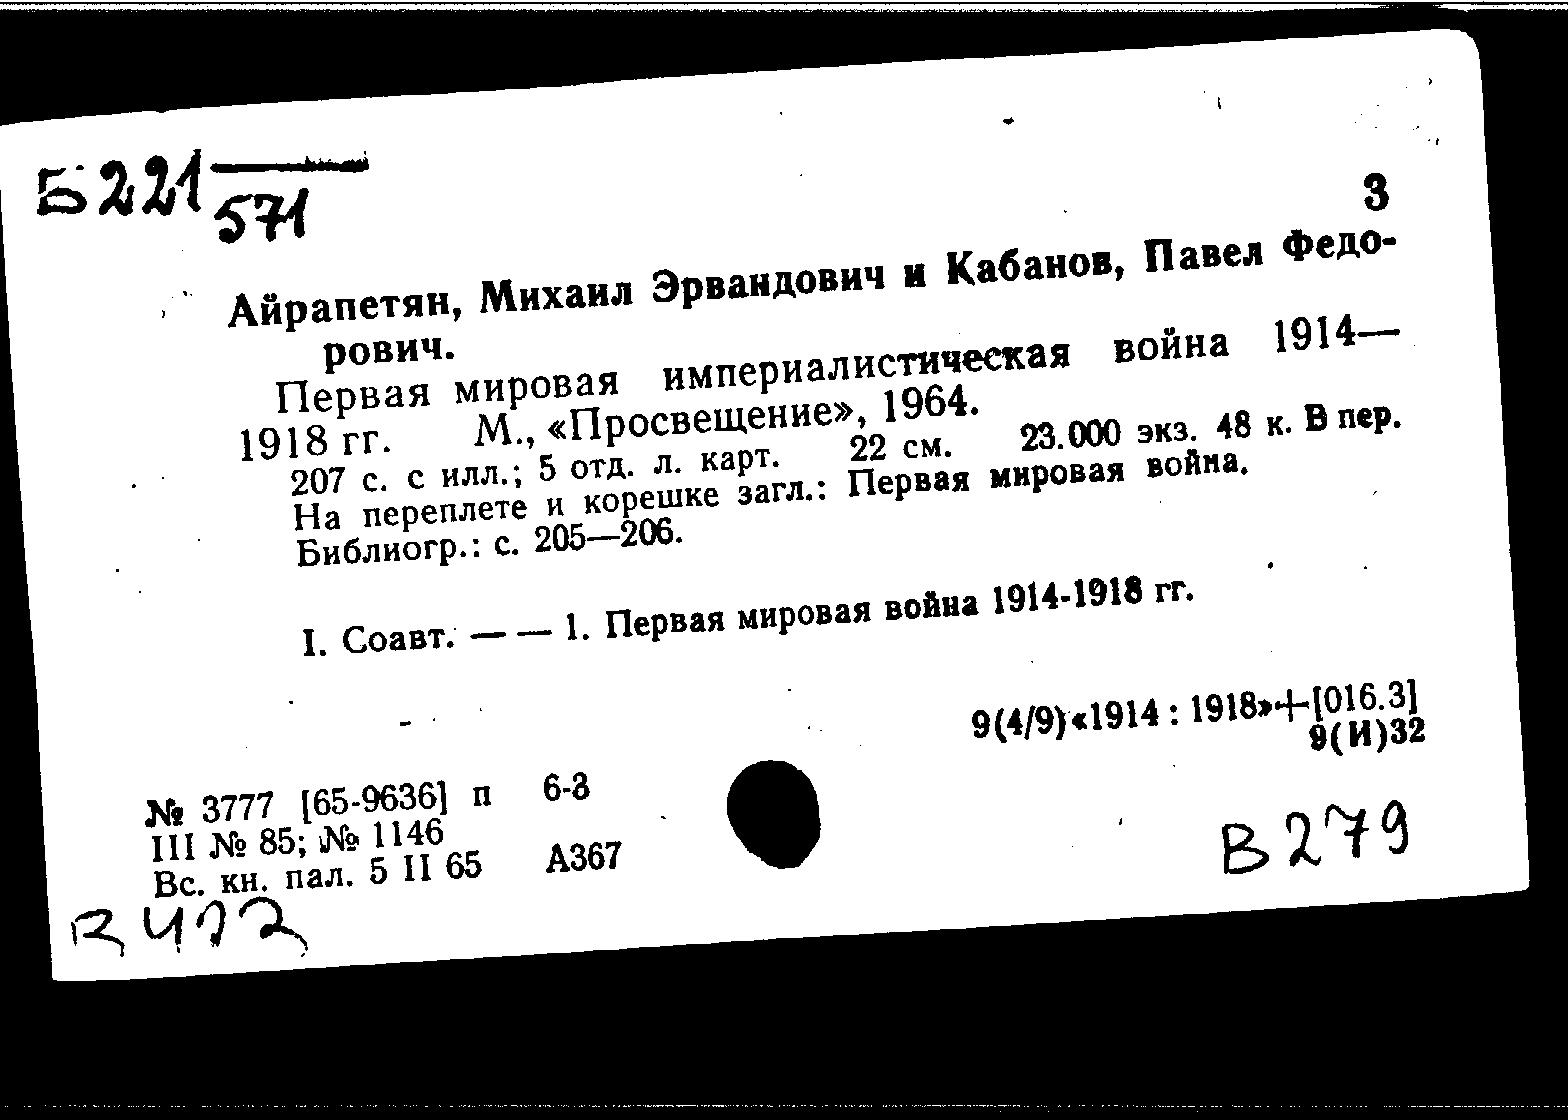 Б 221
571
3
Айрапетян, Михаил Эрвандович и Кабанов, Павел Федо-
рович.
Первая мировая империалистическая война 1914—
1918 гг. М., «Просвещение», 1964.
207 с. с илл.; 5 отд. л. карт. 22 см. 23.000 экз. 48 к. В пер.
На переплете и корешке загл.: Первая мировая война.
Библиогр.: с. 205—206.
I. Соавт. — — 1. Первая мировая война 1914-1918 гг.
9(4/9)«1914 : 1918»+[016.3]
9(И)32
№ 3777 [65-9636] п 6-3
III № 85; № 1146
Вс. кн. пал. 5 II 65 А367
В 279